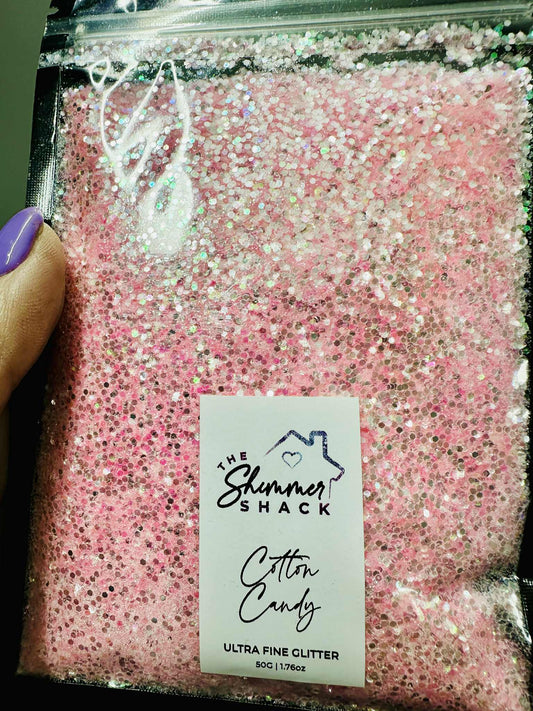 THE
Shimmer
SHACK
Cotton
Candy
ULTRA FINE GLITTER
50G | 1.76oz